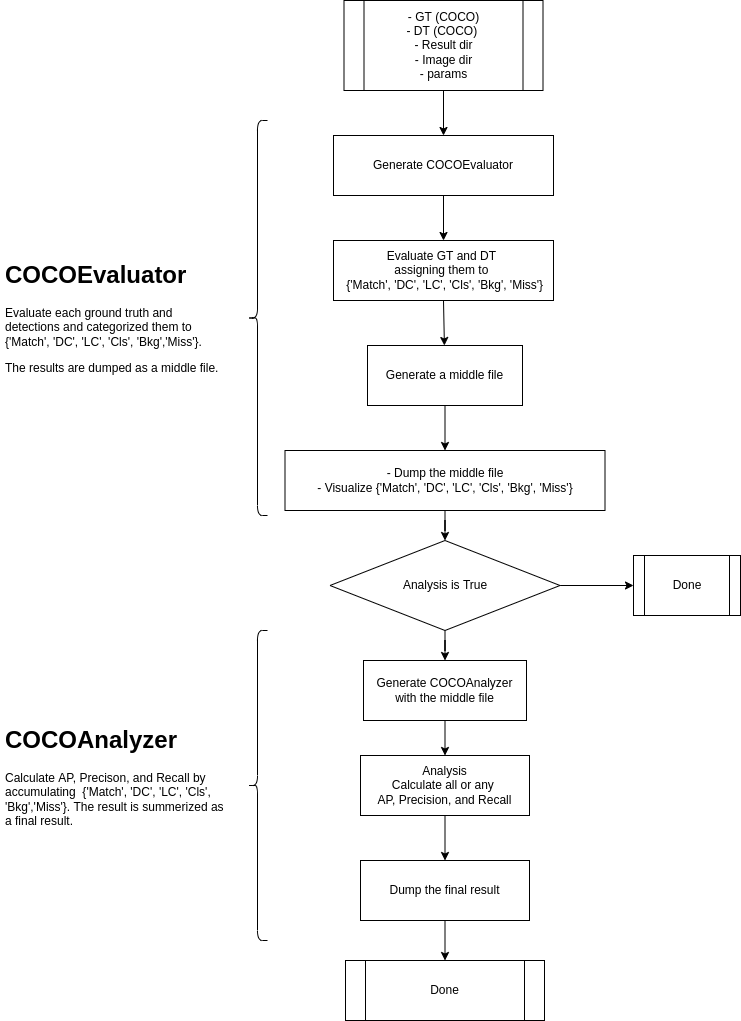 - GT (COCO)
- DT (COCO)
- Result dir
- Image dir
- params
Generate COCOEvaluator
Evaluate GT and DT
assigning them to
{'Match', 'DC', 'LC', 'Cls', 'Bkg', 'Miss'}
COCOEvaluator
Evaluate each ground truth and
detections and categorized them to
{'Match', 'DC', 'LC', 'Cls', 'Bkg','Miss'}.
The results are dumped as a middle file.
Generate a middle file
- Dump the middle file
- Visualize {'Match', 'DC', 'LC', 'Cls', 'Bkg', 'Miss'}
Analysis is True
Done
Generate COCOAnalyzer
with the middle file
COCOAnalyzer
Calculate AP, Precison, and Recall by
accumulating  {'Match', 'DC', 'LC', 'Cls',
'Bkg','Miss'}. The result is summerized as
a final result.
Analysis
Calculate all or any
AP, Precision, and Recall
Dump the final result
Done